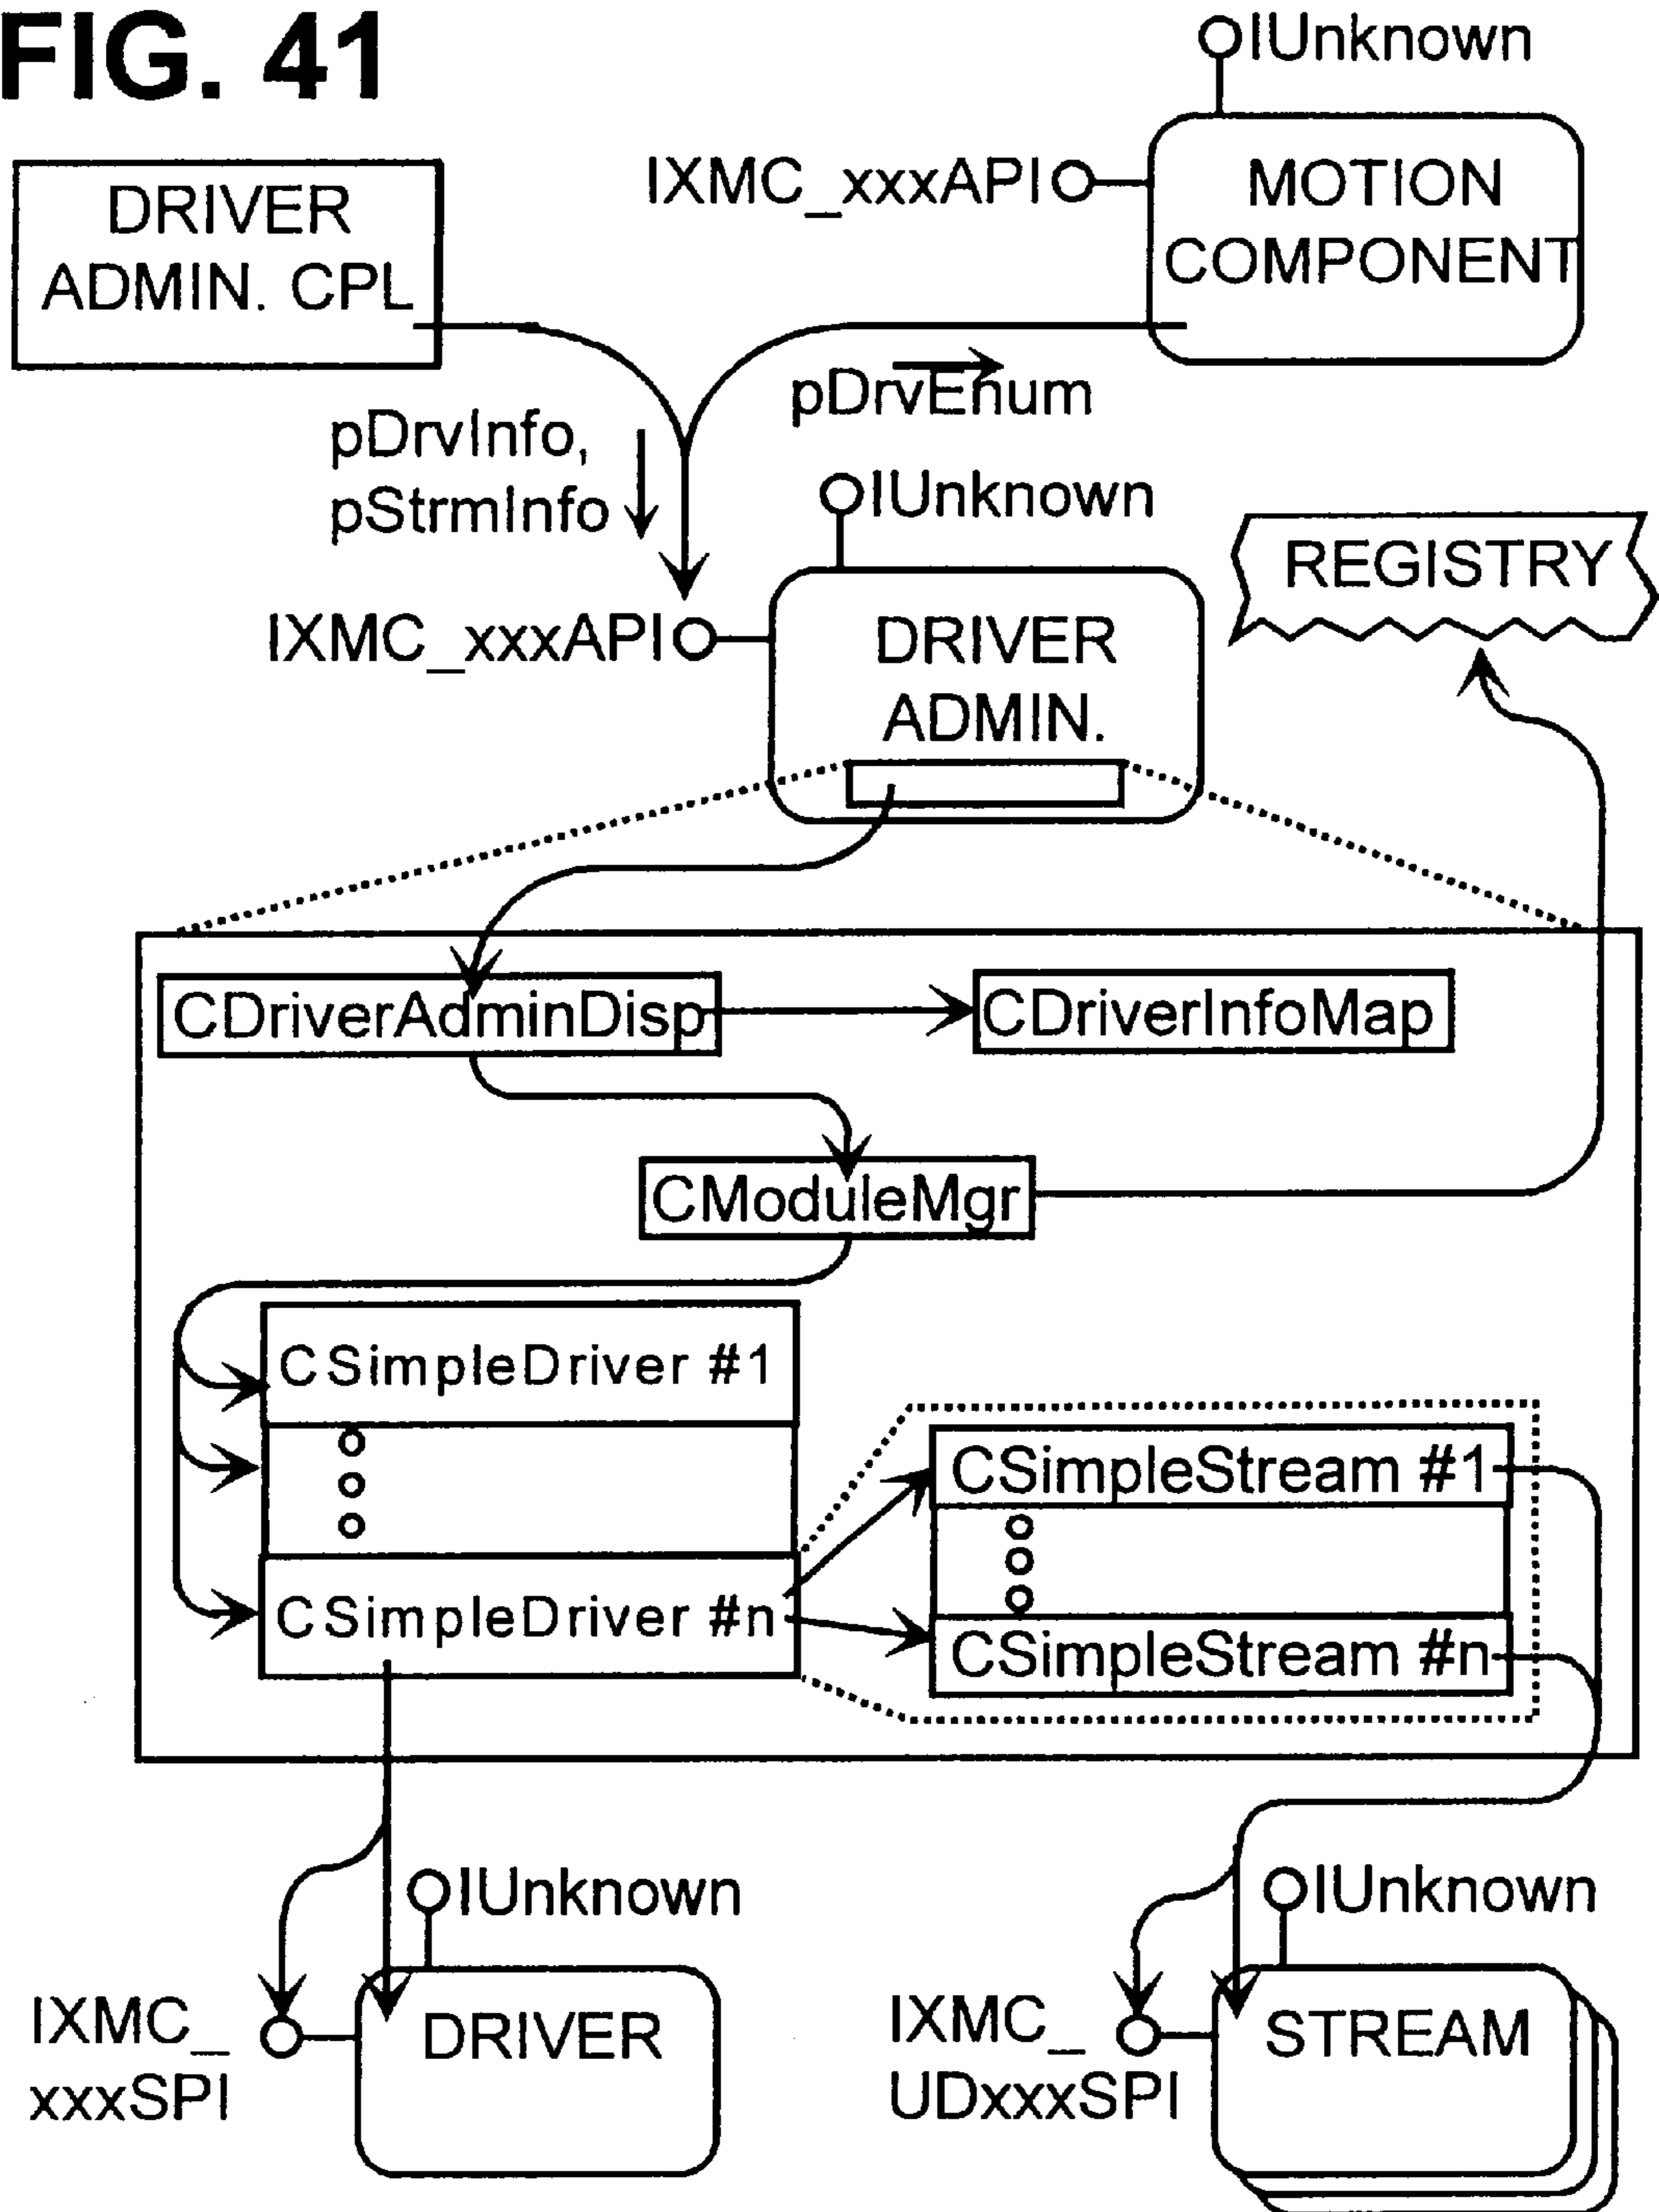 FIG. 41
IUnknown
IXMC_xxxAPI
MOTION
COMPONENT
DRIVER
ADMIN. CPL
pDrvEnum
pDrvInfo,
pStrmInfo
IUnknown
REGISTRY
IXMC_xxxAPI
DRIVER
ADMIN.
CDriverAdminDisp
CDriverInfoMap
CModuleMgr
CSimpleDriver #1
CSimpleStream #1
CSimpleDriver #n
CSimpleStream #n
IUnknown
IUnknown
IXMC_
xxxSPI
DRIVER
IXMC_
UDxxxSPI
STREAM